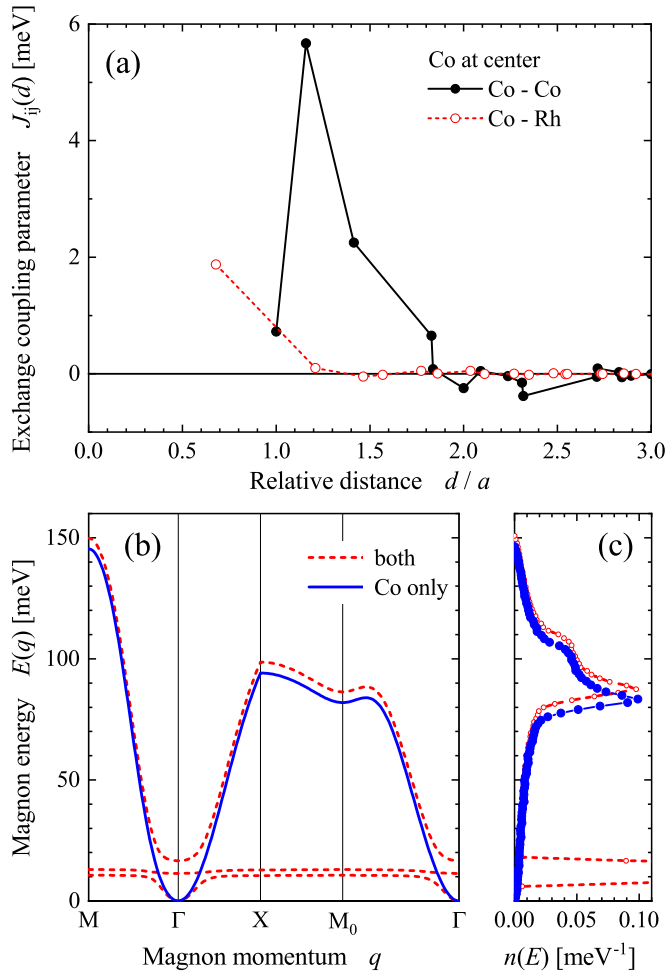 Exchange coupling parameter J_ij(d) [meV]
6
4
2
0
(a)
Co at center
Co - Co
Co - Rh
0.0 0.5 1.0 1.5 2.0 2.5 3.0
Relative distance d / a
Magnon energy E(q) [meV]
150
100
50
0
(b)
both
Co only
M Γ X M₀ Γ
Magnon momentum q
(c)
0.00 0.05 0.10
n(E) [meV⁻¹]